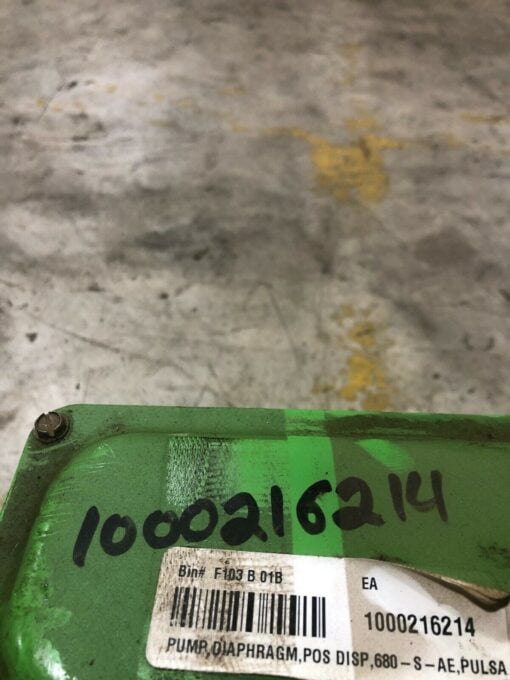 1000216214
Bin# F103 B 01B
EA
1000216214
PUMP,DIAPHRAGM,POS DISP,680-S-AE,PULSA